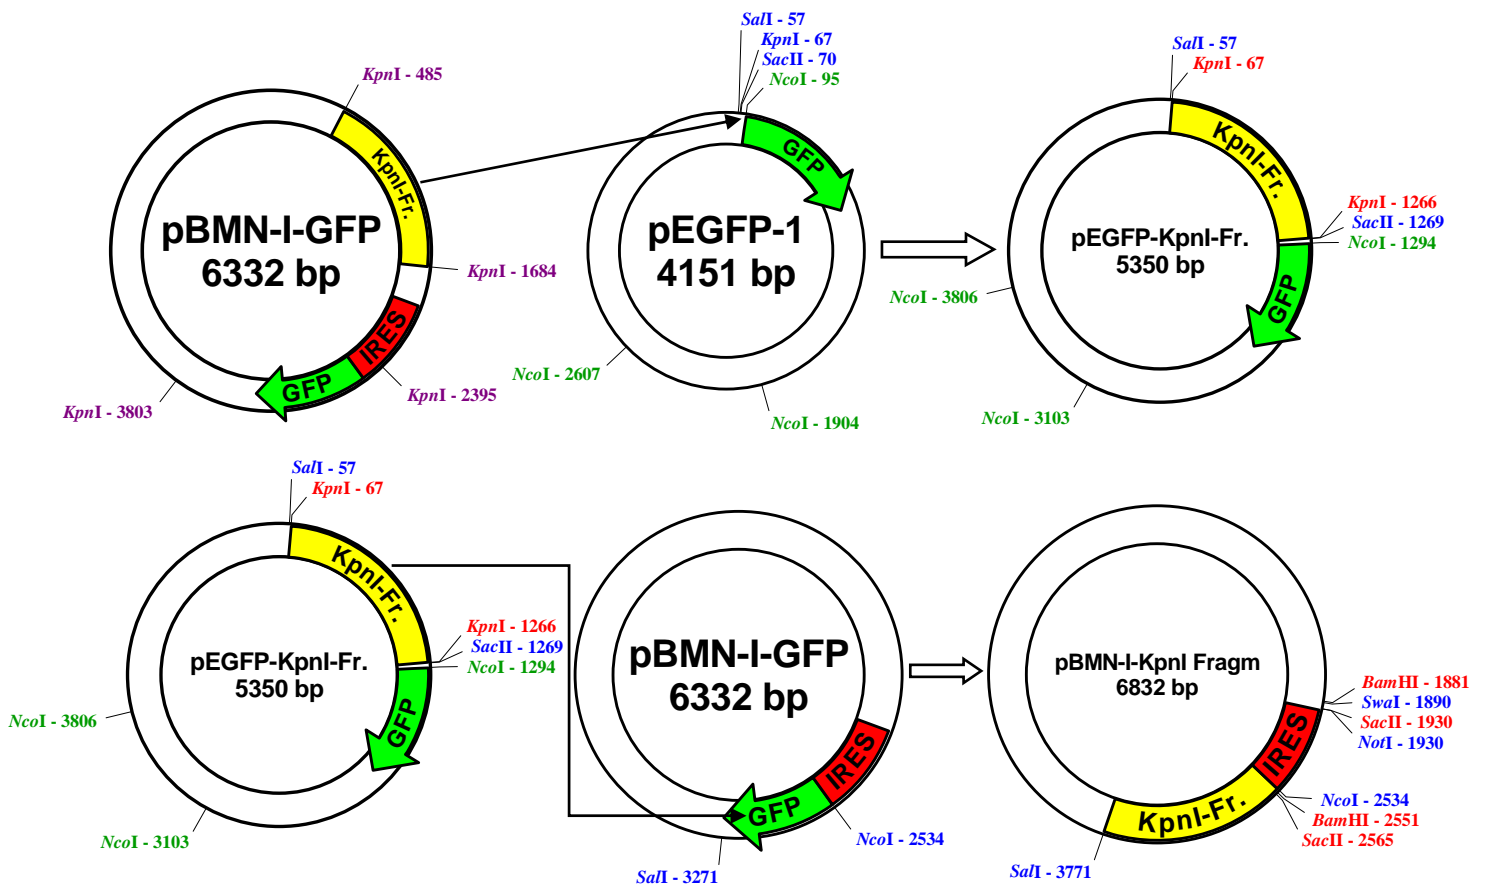 KpnI - 485
KpnI-Fr.
pBMN-I-GFP
6332 bp
KpnI - 1684
IRES
GFP
KpnI - 2395
KpnI - 3803
SalI - 57
KpnI - 67
SacII - 70
NcoI - 95
GFP
pEGFP-1
4151 bp
NcoI - 2607
NcoI - 1904
SalI - 57
KpnI - 67
KpnI-Fr.
KpnI - 1266
SacII - 1269
NcoI - 1294
pEGFP-KpnI-Fr.
5350 bp
GFP
NcoI - 3806
NcoI - 3103
SalI - 57
KpnI - 67
KpnI-Fr.
KpnI - 1266
SacII - 1269
NcoI - 1294
pEGFP-KpnI-Fr.
5350 bp
GFP
NcoI - 3806
NcoI - 3103
pBMN-I-GFP
6332 bp
IRES
GFP
NcoI - 2534
SalI - 3271
pBMN-I-KpnI Fragm
6832 bp
BamHI - 1881
SwaI - 1890
SacII - 1930
NotI - 1930
IRES
KpnI-Fr.
NcoI - 2534
BamHI - 2551
SacII - 2565
SalI - 3771